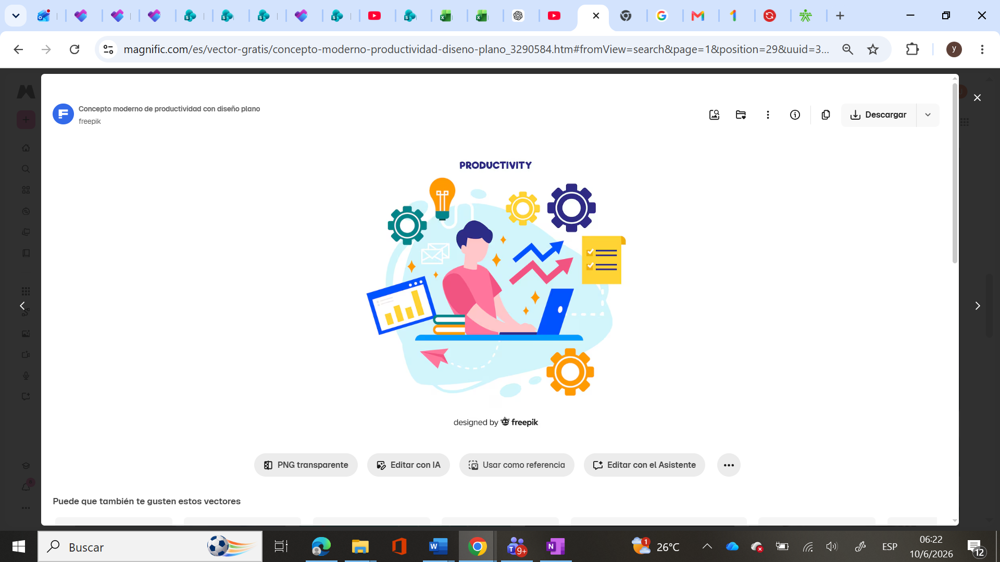 magnific.com/es/vector-gratis/concepto-moderno-productividad-diseno-plano_3290584.htm#fromView=search&page=1&position=29&uuid=3...
y
Concepto moderno de productividad con diseño plano
freepik
Descargar
PRODUCTIVITY
designed by freepik
PNG transparente
Editar con IA
Usar como referencia
Editar con el Asistente
Puede que también te gusten estos vectores
Buscar
9+
1
26°C
ESP
06:22
10/6/2026
12